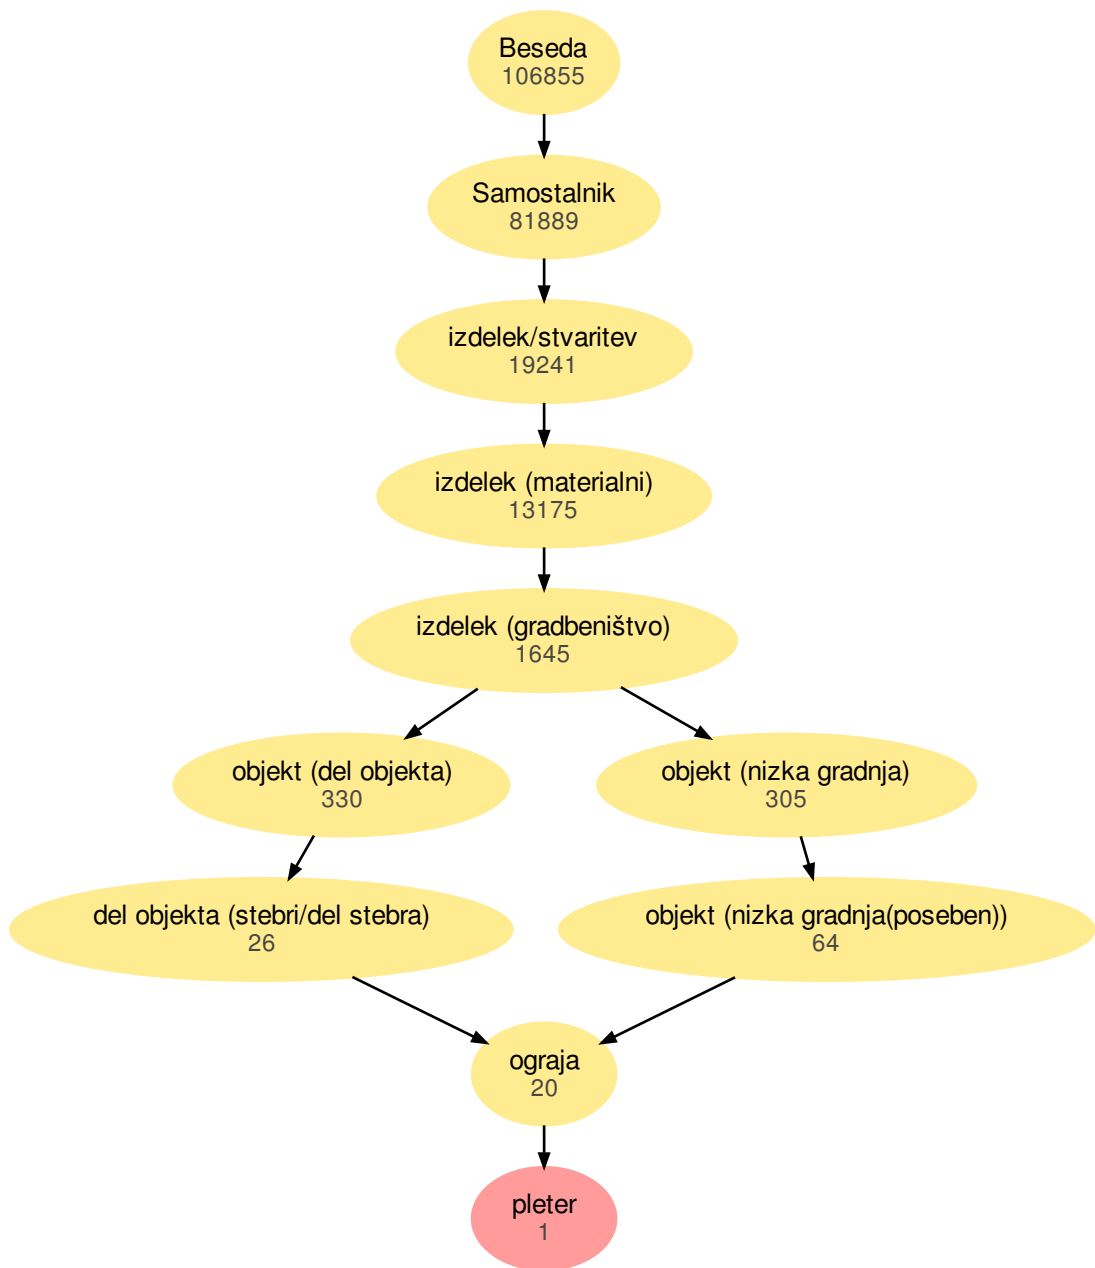 Beseda
106855
Samostalnik
81889
izdelek/stvaritev
19241
izdelek (materialni)
13175
izdelek (gradbeništvo)
1645
objekt (del objekta)
330
objekt (nizka gradnja)
305
del objekta (stebri/del stebra)
26
objekt (nizka gradnja(poseben))
64
ograja
20
pleter
1